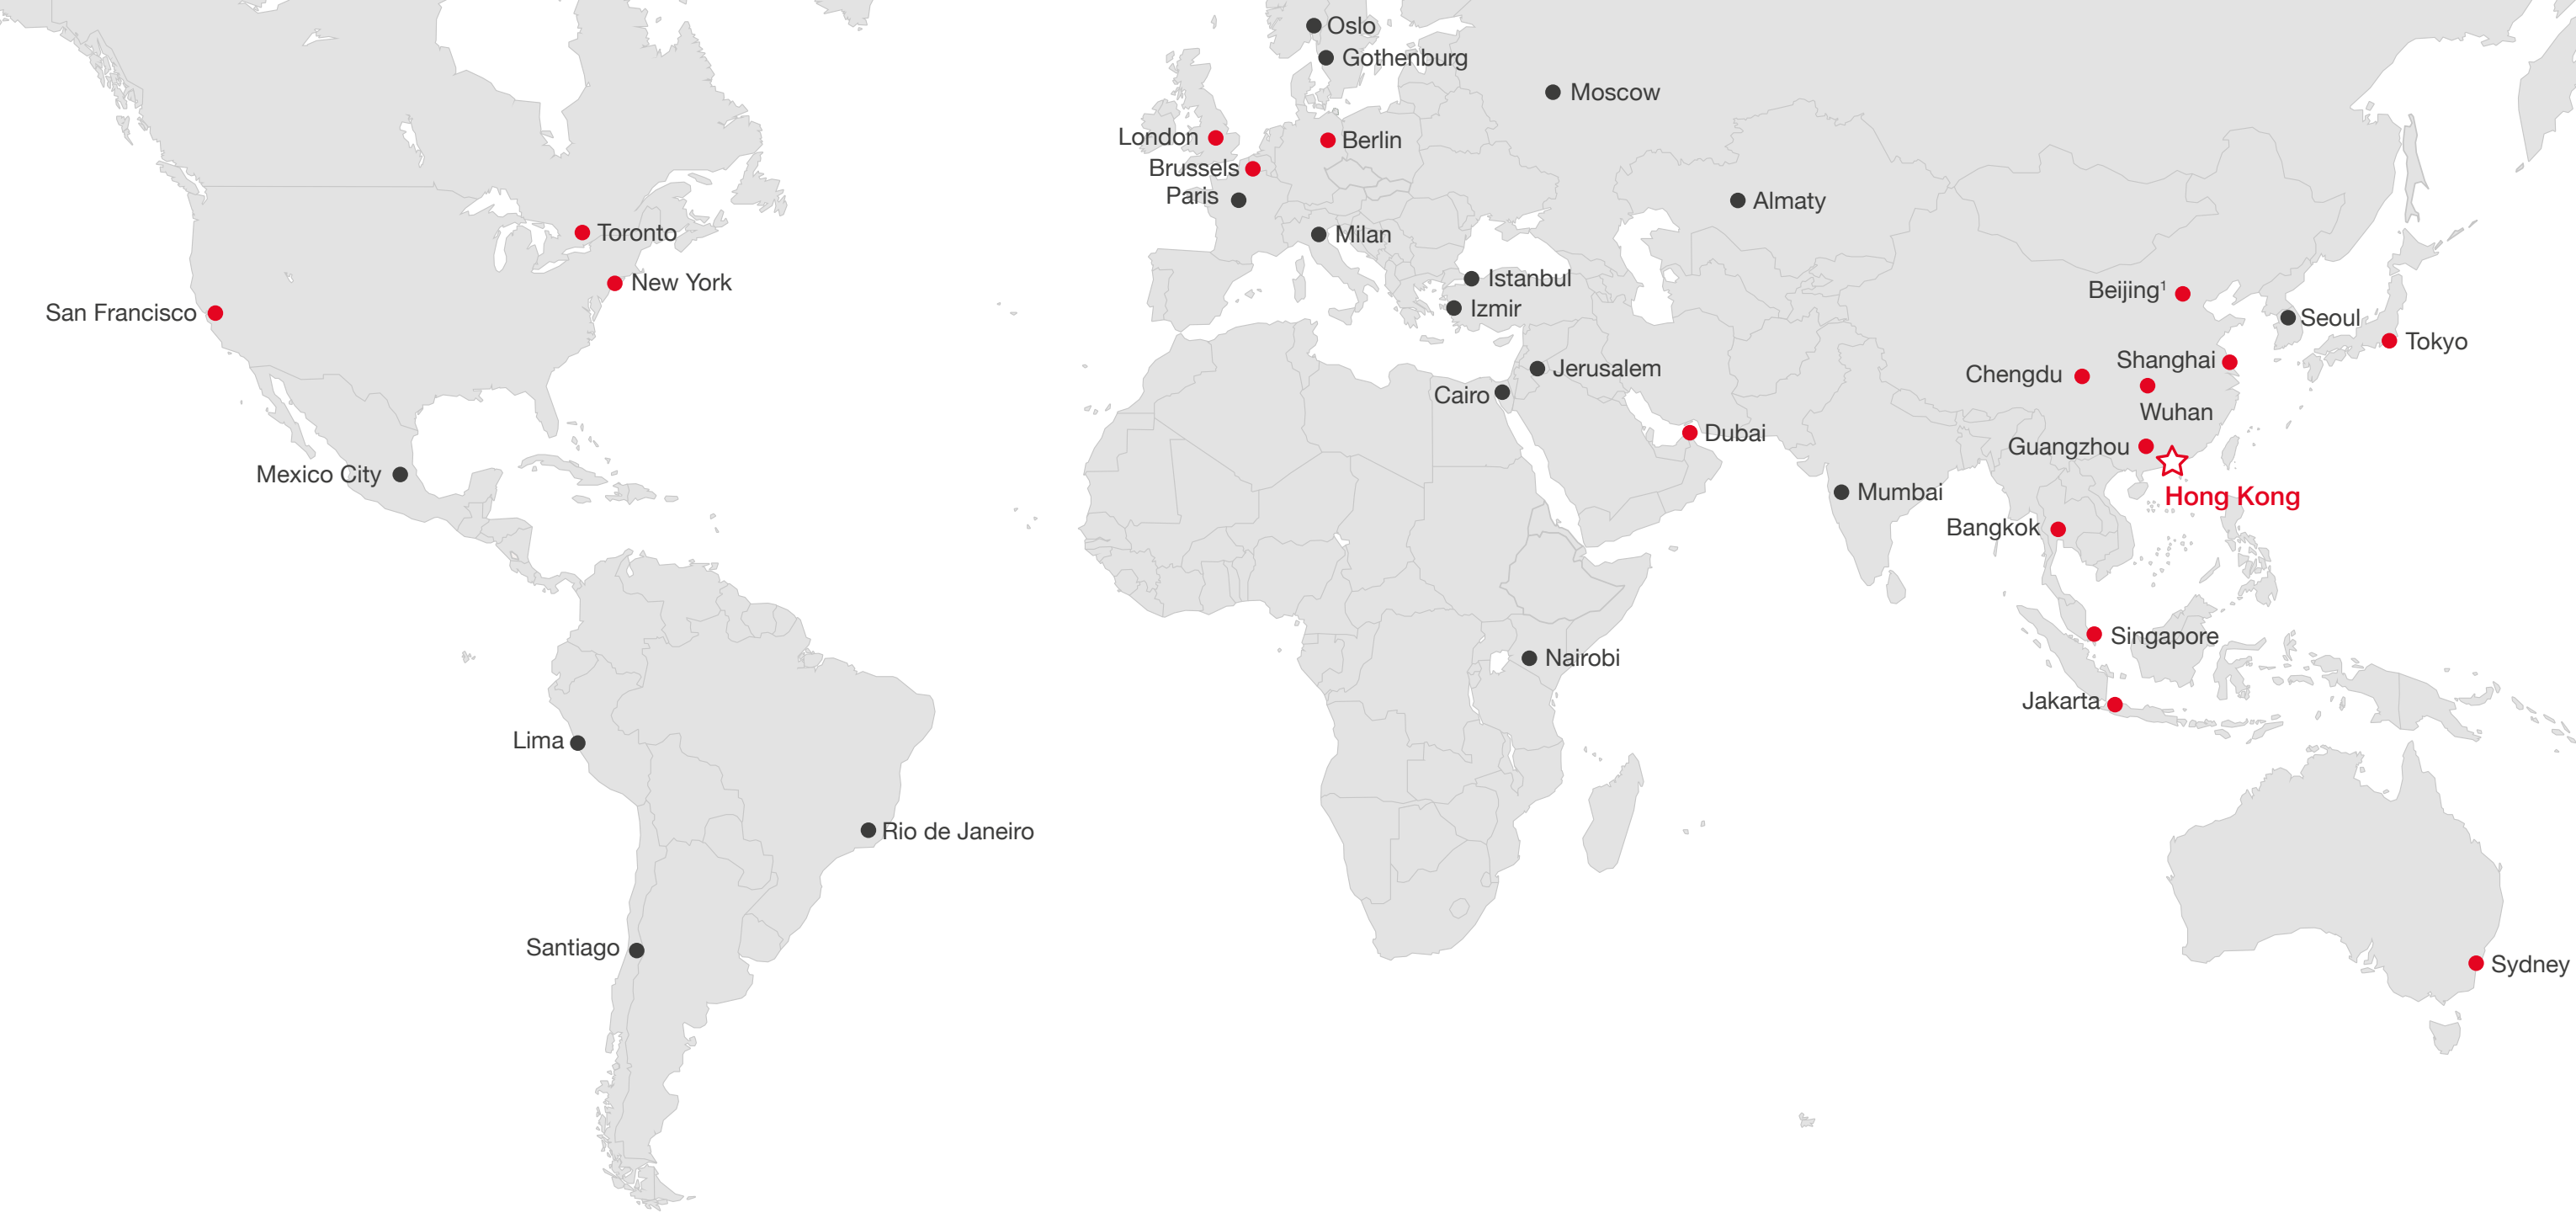 Oslo
Gothenburg
Moscow
London
Berlin
Brussels
Paris
Almaty
Toronto
Milan
New York
Istanbul
Beijing¹
San Francisco
Izmir
Seoul
Tokyo
Jerusalem
Shanghai
Chengdu
Cairo
Wuhan
Dubai
Guangzhou
Mexico City
Mumbai
Hong Kong
Bangkok
Singapore
Nairobi
Jakarta
Lima
Rio de Janeiro
Santiago
Sydney